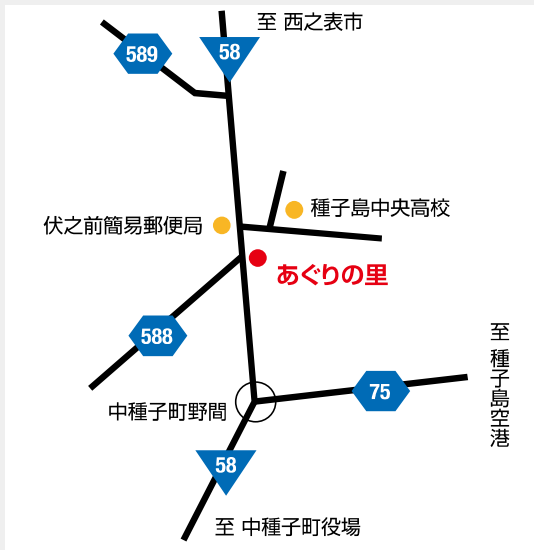 至 西之表市
589
58
種子島中央高校
伏之前簡易郵便局
あぐりの里
588
至 種子島空港
75
中種子町野間
58
至 中種子町役場